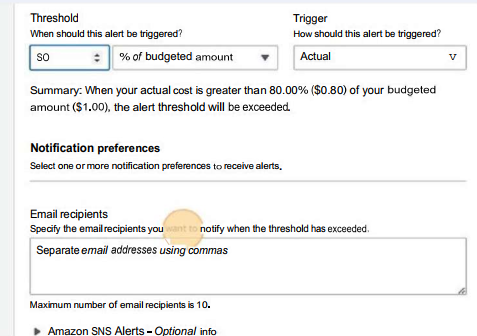 Threshold Trigger
When should this alert be triggered? How should this alert be triggered?
SO % of budgeted amount Actual v
Summary: When your actual cost is greater than 80.00% ($0.80) of your budgeted
amount ($1.00), the alert threshold will be exceeded.
Notification preferences
Select one or more notification preferences to receive alerts.
Email recipients
Specify the email recipients you want to notify when the threshold has exceeded.
Separate email addresses using commas
Maximum number of email recipients is 10.
Amazon SNS Alerts - Optional info